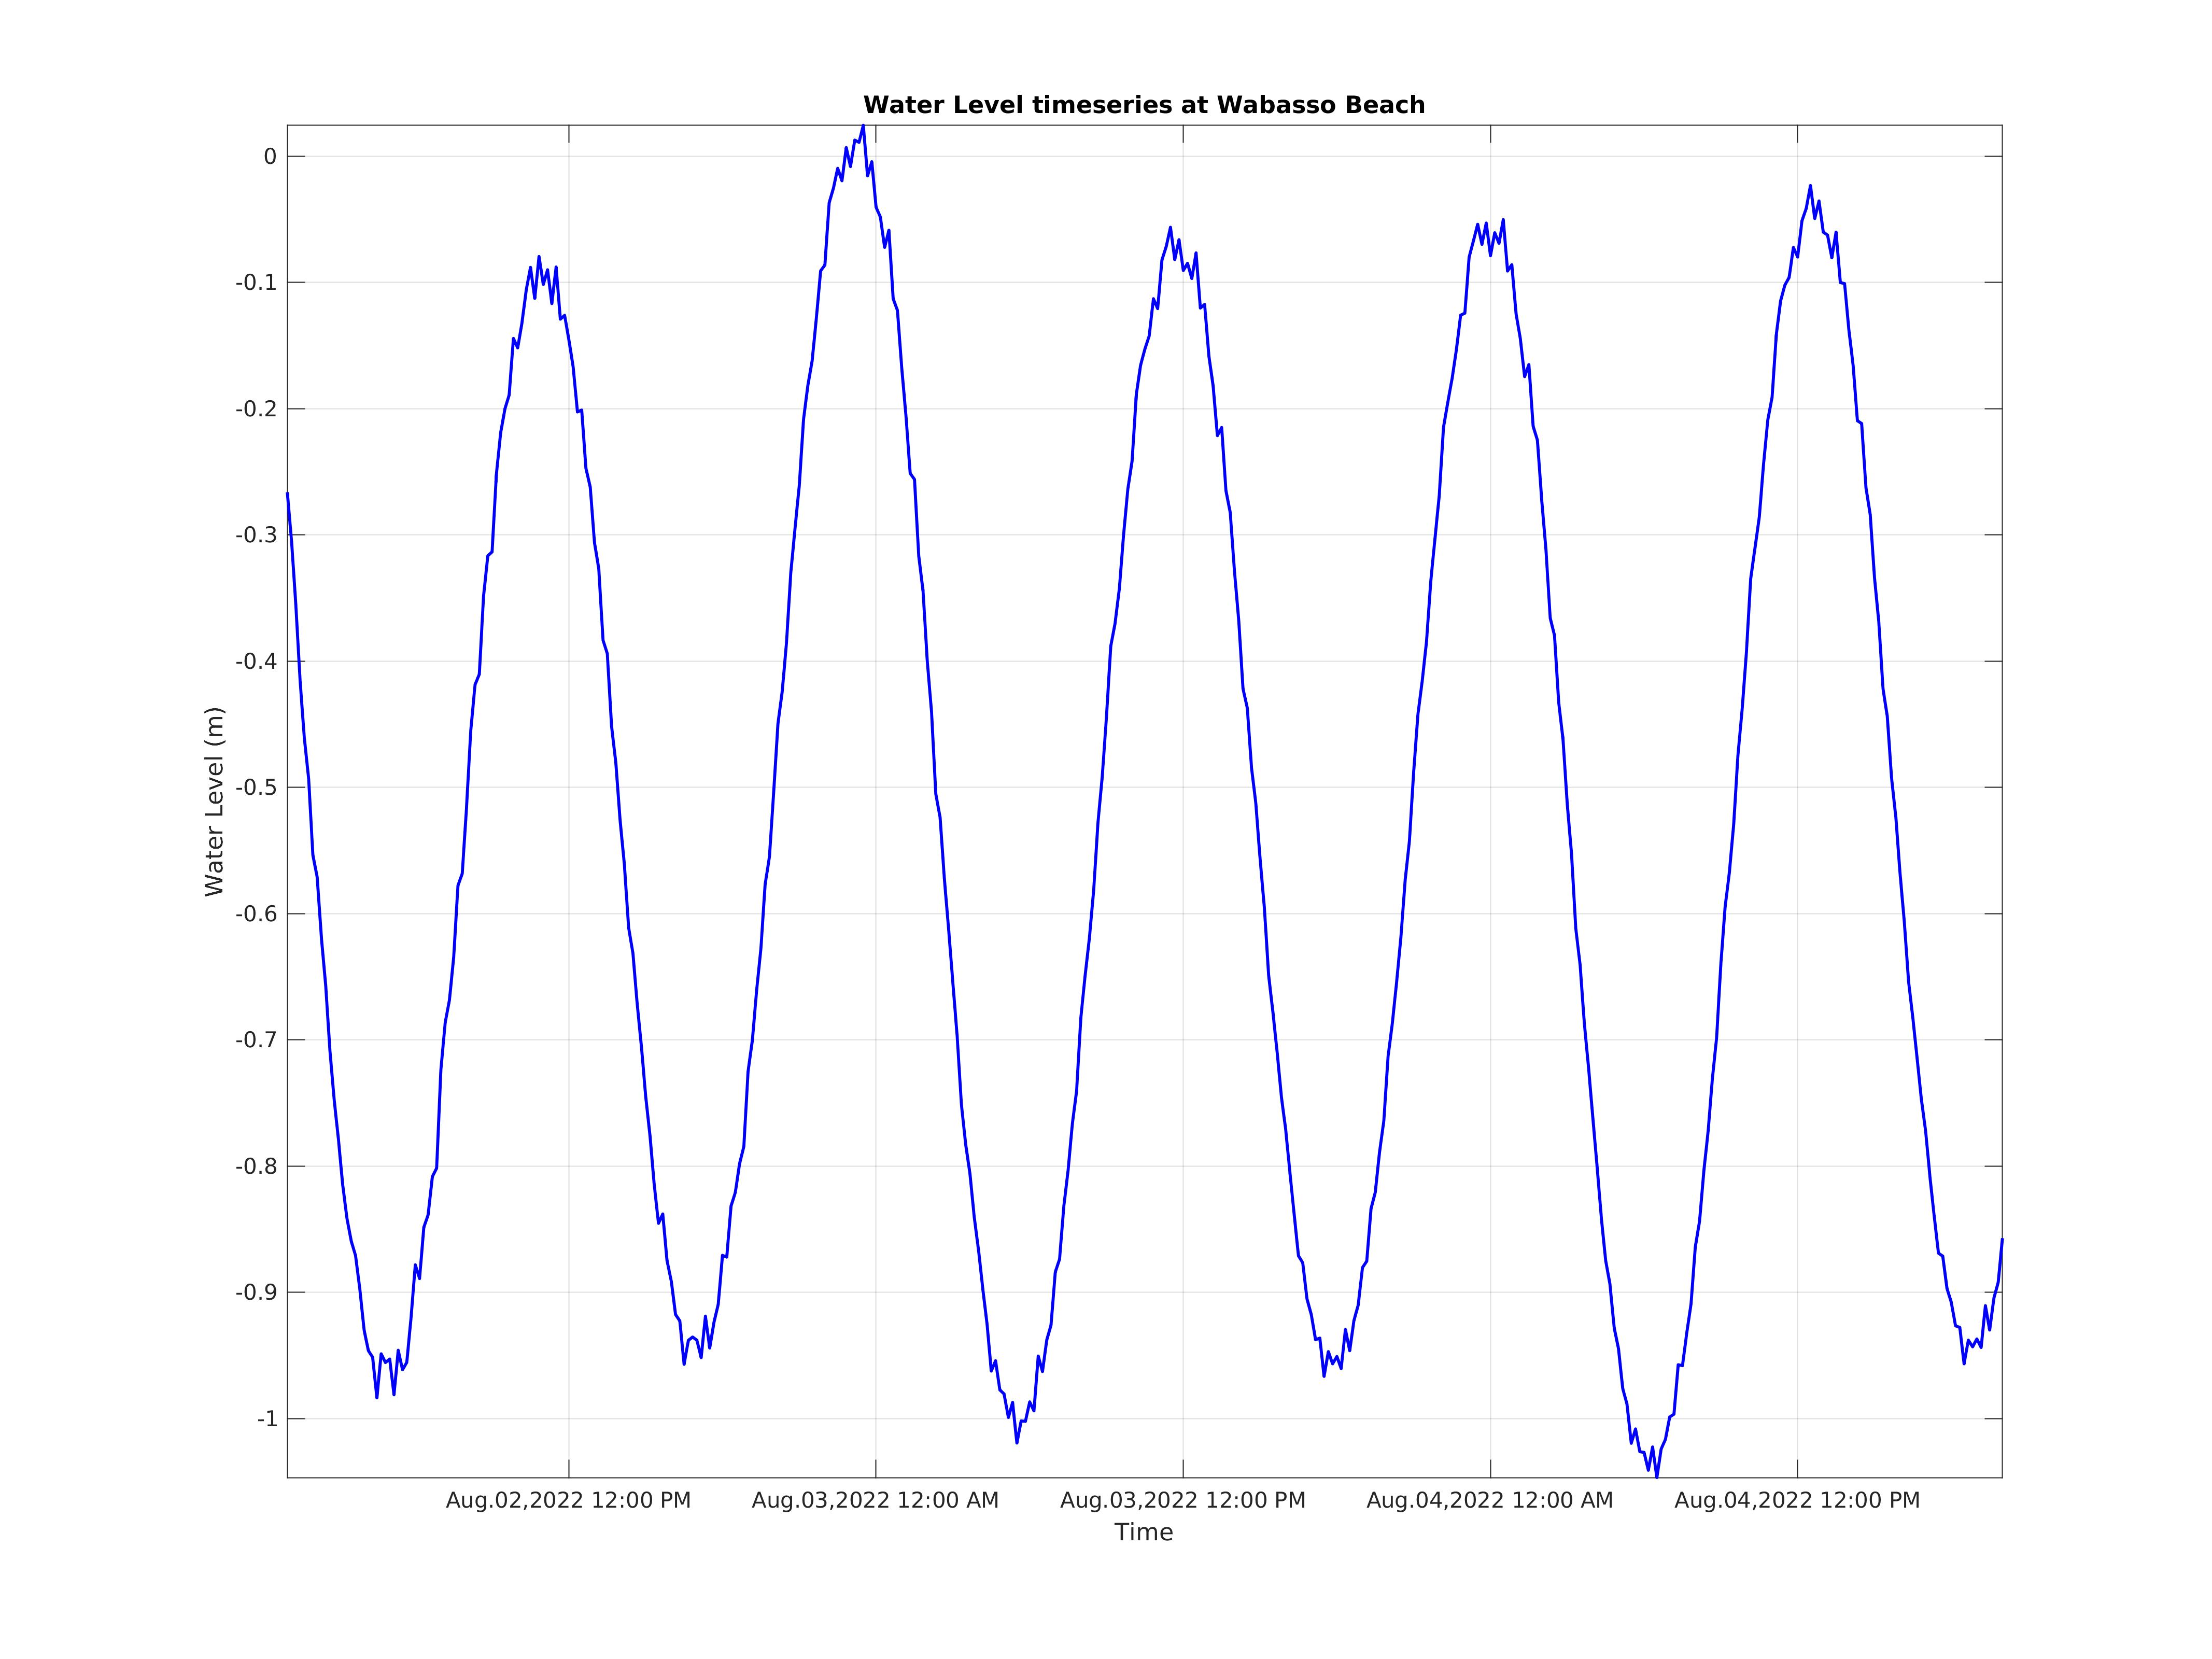 Water Level timeseries at Wabasso Beach
0
-0.1
-0.2
-0.3
-0.4
-0.5
-0.6
-0.7
-0.8
-0.9
-1
Water Level (m)
Aug.02,2022 12:00 PM
Aug.03,2022 12:00 AM
Aug.03,2022 12:00 PM
Aug.04,2022 12:00 AM
Aug.04,2022 12:00 PM
Time